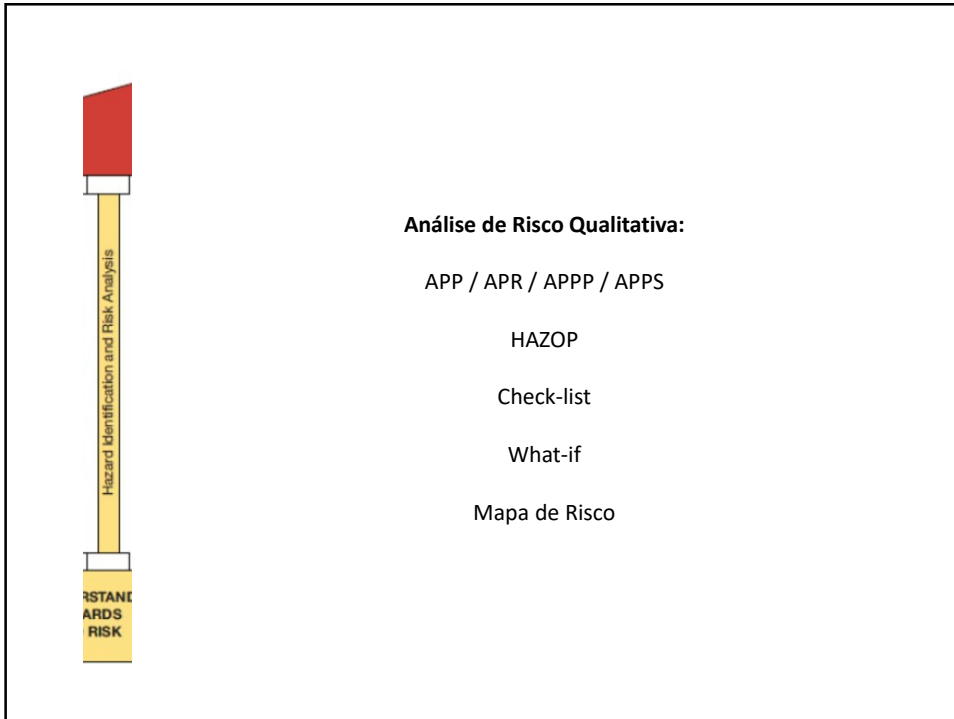 Hazard Identification and Risk Analysis
RSTAND
ARDS
RISK
Análise de Risco Qualitativa:
APP / APR / APPP / APPS
HAZOP
Check-list
What-if
Mapa de Risco